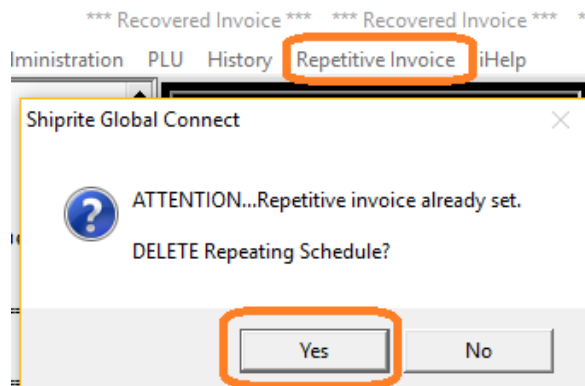 *** Recovered Invoice *** *** Recovered Invoice *** *
ministration PLU History Repetitive Invoice iHelp
Shiprite Global Connect
ATTENTION...Repetitive invoice already set.
DELETE Repeating Schedule?
Yes No